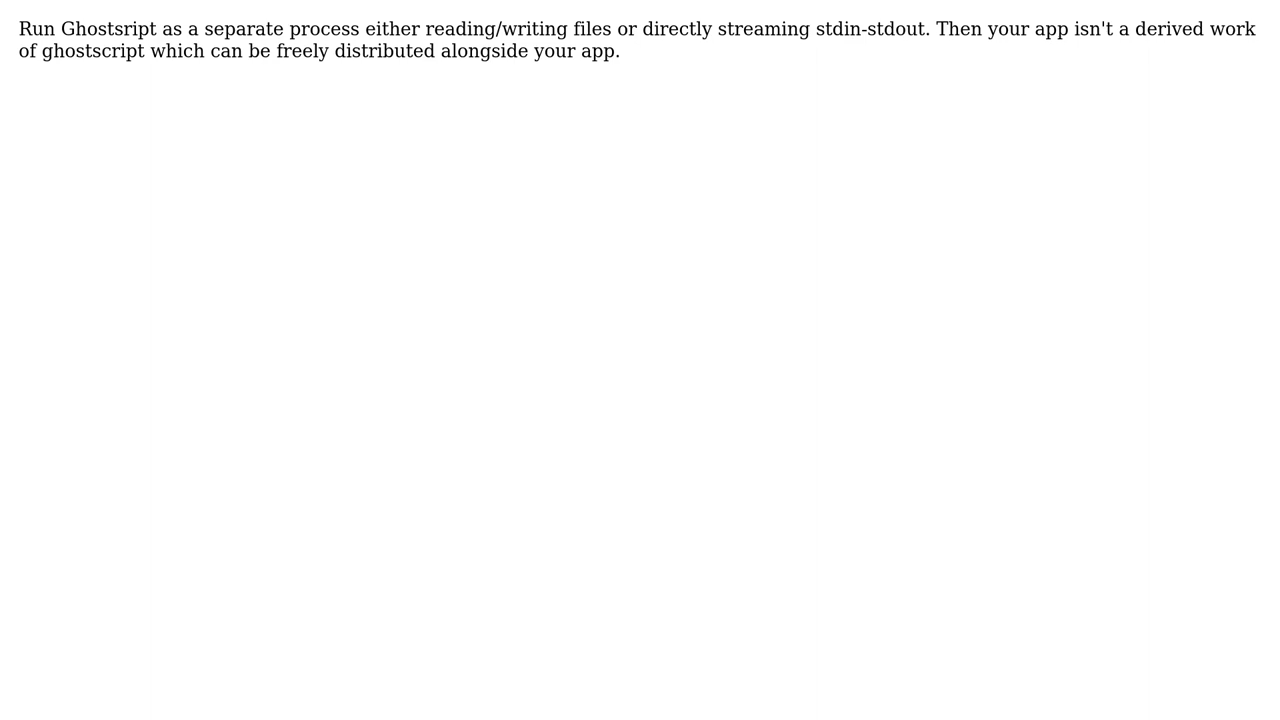 Run Ghostsript as a separate process either reading/writing files or directly streaming stdin-stdout. Then your app isn't a derived work
of ghostscript which can be freely distributed alongside your app.